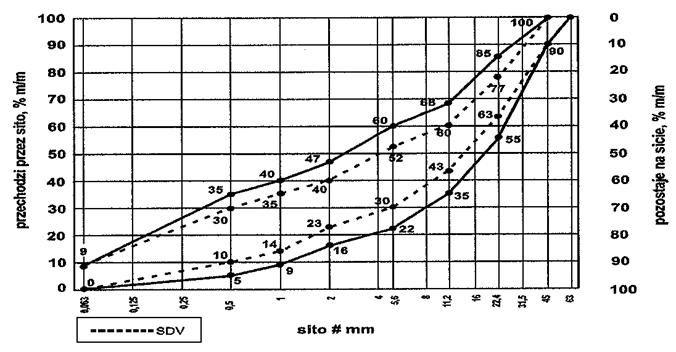 100 100 0
90 90 10
80 85 77 20
70 68 63 30
60 60 60 55 40
50 47 52 50
40 40 40 43 60
30 35 30 35 30 35 70
20 23 22 80
10 9 10 14 16 90
0 0 5 9 100
przechodzi przez sito, % m/m
pozostaje na sicie, % m/m
0,063 0,125 0,25 0,5 1 2 4 5,6 8 11,2 16 22,4 31,5 45 63
SDV
sito # mm